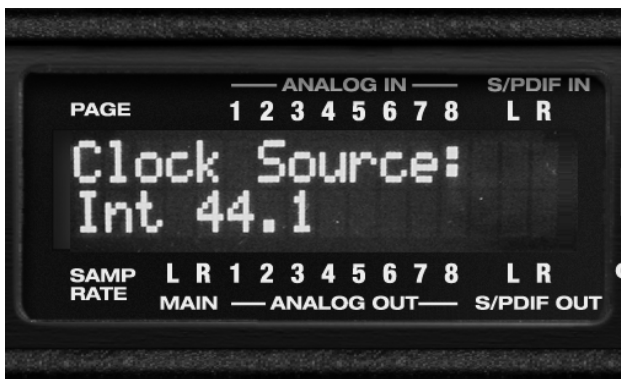 ANALOG IN S/PDIF IN
PAGE 1 2 3 4 5 6 7 8 L R
Clock Source:
Int 44.1
SAMP RATE L R 1 2 3 4 5 6 7 8 L R
MAIN ANALOG OUT S/PDIF OUT